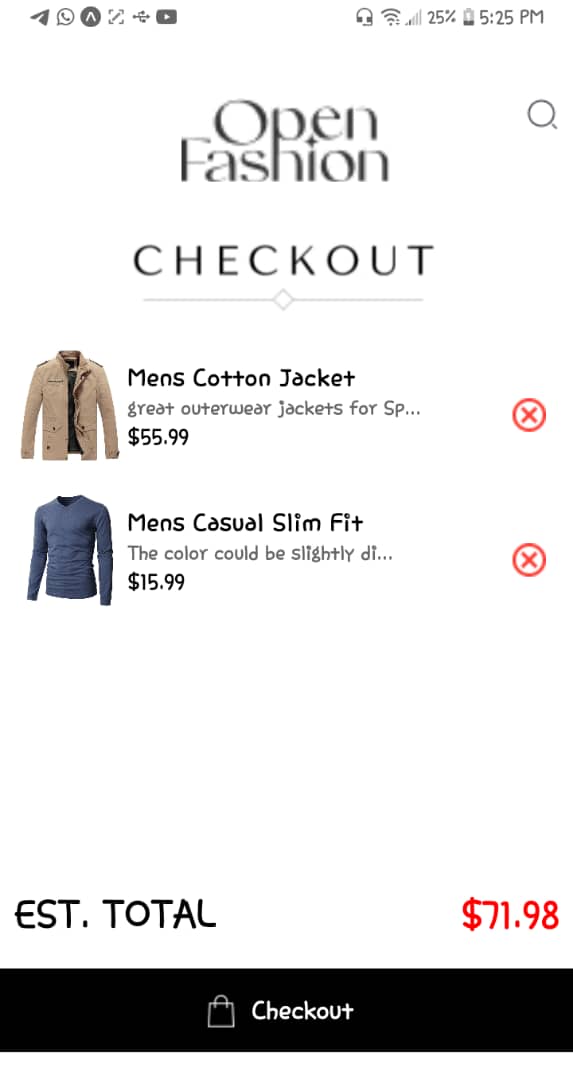 25% 5:25 PM
Open
Fashion
CHECKOUT
Mens Cotton Jacket
great outerwear jackets for Sp...
$55.99
Mens Casual Slim Fit
The color could be slightly di...
$15.99
EST. TOTAL $71.98
Checkout